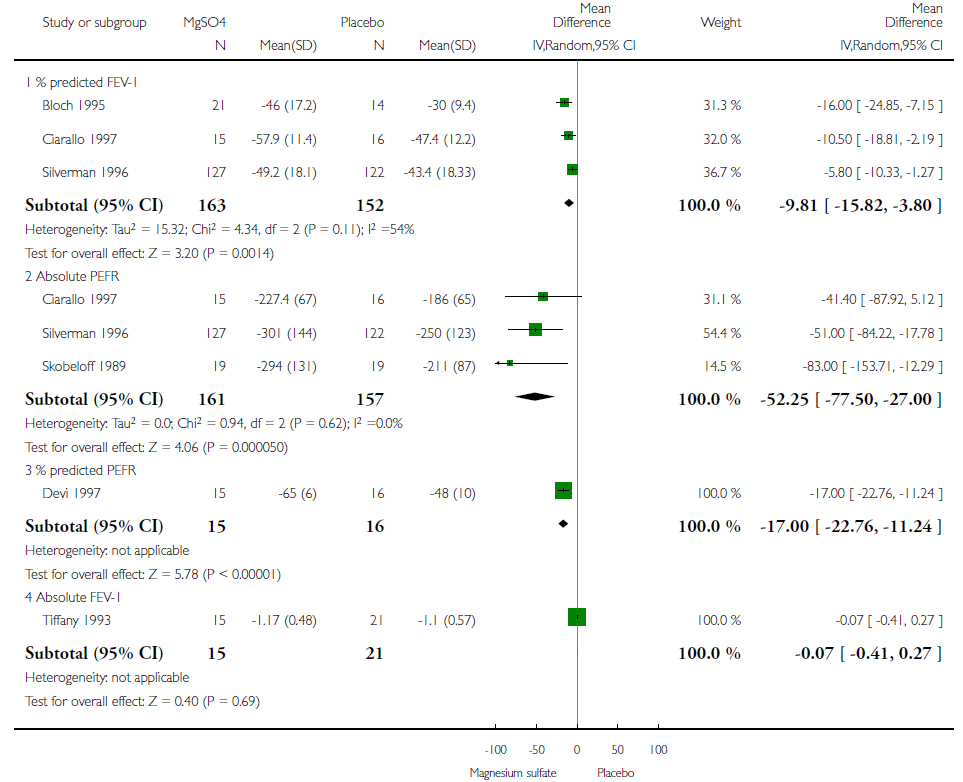 Study or subgroup MgSO4 Placebo Mean Difference Weight Mean Difference
N Mean(SD) N Mean(SD) IV,Random,95% CI IV,Random,95% CI
1 % predicted FEV-1
Bloch 1995 21 -46 (17.2) 14 -30 (9.4) 31.3 % -16.00 [ -24.85, -7.15 ]
Ciarallo 1997 15 -57.9 (11.4) 16 -47.4 (12.2) 32.0 % -10.50 [ -18.81, -2.19 ]
Silverman 1996 127 -49.2 (18.1) 122 -43.4 (18.33) 36.7 % -5.80 [ -10.33, -1.27 ]
Subtotal (95% CI) 163 152 100.0 % -9.81 [ -15.82, -3.80 ]
Heterogeneity: Tau² = 15.32; Chi² = 4.34, df = 2 (P = 0.11); I² =54%
Test for overall effect: Z = 3.20 (P = 0.0014)
2 Absolute PEFR
Ciarallo 1997 15 -227.4 (67) 16 -186 (65) 31.1 % -41.40 [ -87.92, 5.12 ]
Silverman 1996 127 -301 (144) 122 -250 (123) 54.4 % -51.00 [ -84.22, -17.78 ]
Skobeloff 1989 19 -294 (131) 19 -211 (87) 14.5 % -83.00 [ -153.71, -12.29 ]
Subtotal (95% CI) 161 157 100.0 % -52.25 [ -77.50, -27.00 ]
Heterogeneity: Tau² = 0.0; Chi² = 0.94, df = 2 (P = 0.62); I² =0.0%
Test for overall effect: Z = 4.06 (P = 0.000050)
3 % predicted PEFR
Devi 1997 15 -65 (6) 16 -48 (10) 100.0 % -17.00 [ -22.76, -11.24 ]
Subtotal (95% CI) 15 16 100.0 % -17.00 [ -22.76, -11.24 ]
Heterogeneity: not applicable
Test for overall effect: Z = 5.78 (P < 0.00001)
4 Absolute FEV-1
Tiffany 1993 15 -1.17 (0.48) 21 -1.1 (0.57) 100.0 % -0.07 [ -0.41, 0.27 ]
Subtotal (95% CI) 15 21 100.0 % -0.07 [ -0.41, 0.27 ]
Heterogeneity: not applicable
Test for overall effect: Z = 0.40 (P = 0.69)
-100 -50 0 50 100
Magnesium sulfate Placebo